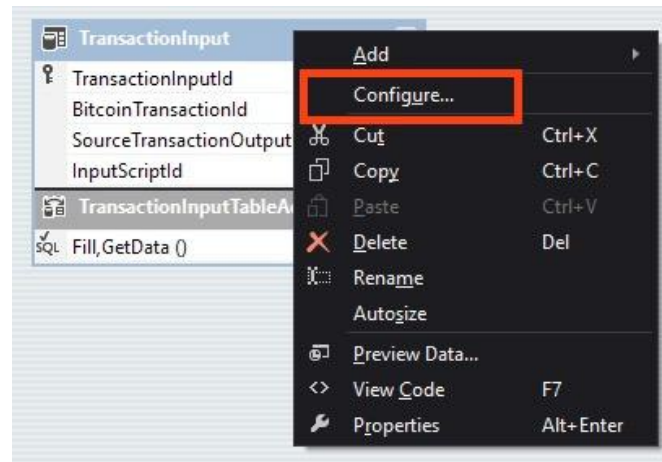 TransactionInput
TransactionInputId
BitcoinTransactionId
SourceTransactionOutput
InputScriptId
TransactionInputTableA
SQL Fill,GetData ()
Add
Configure...
Cut Ctrl+X
Copy Ctrl+C
Paste Ctrl+V
Delete Del
Rename
Autosize
Preview Data...
View Code F7
Properties Alt+Enter